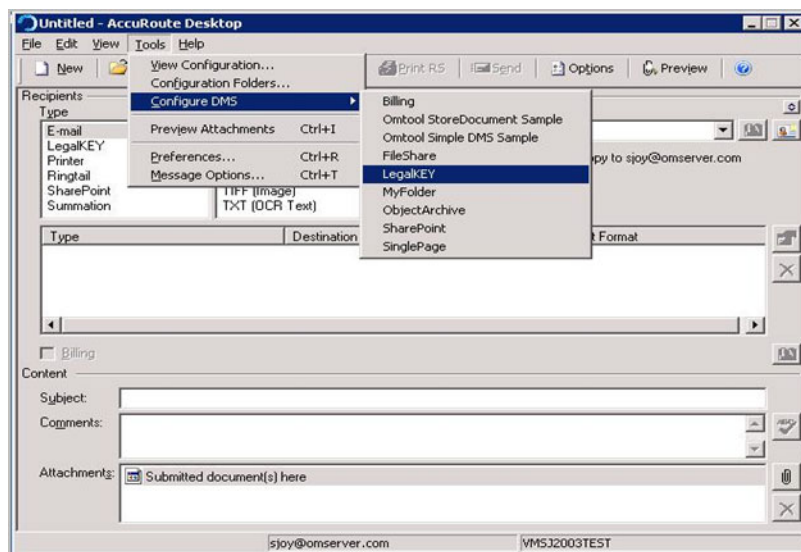 Untitled - AccuRoute Desktop
File Edit View Tools Help
New Print RS Send Options Preview
View Configuration...
Configuration Folders...
Configure DMS
Preview Attachments Ctrl+I
Preferences... Ctrl+R
Message Options... Ctrl+T
Billing
Omtool StoreDocument Sample
Omtool Simple DMS Sample
FileShare
LegalKEY
MyFolder
ObjectArchive
SharePoint
SinglePage
Recipients
Type
E-mail
LegalKEY
Printer
Ringtail
SharePoint
Summation
TIFF (Image)
TXT (OCR Text)
py to sjoy@omserver.com
Type Destination t Format
Billing
Content
Subject:
Comments:
Attachments: Submitted document(s) here
sjoy@omserver.com VMSJ2003TEST